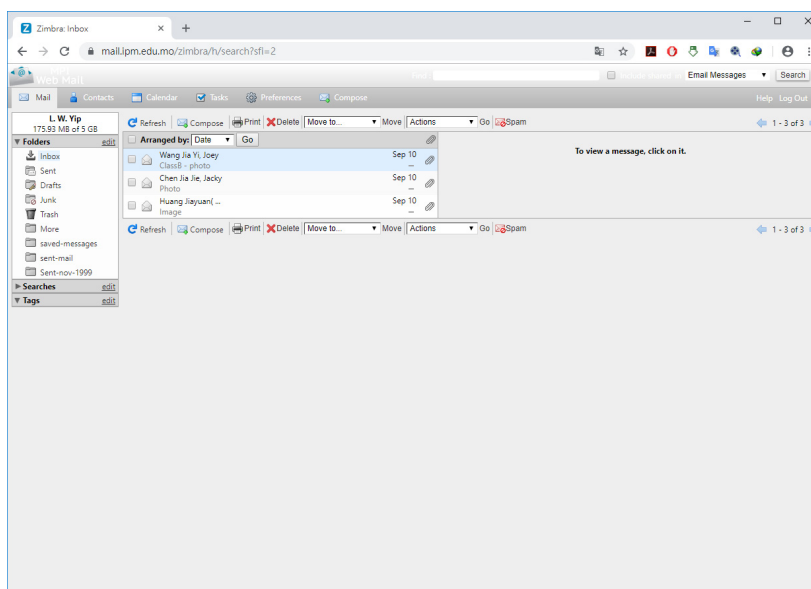 Zimbra: Inbox
mail.ipm.edu.mo/zimbra/h/search?sfi=2
Web Mail
Find
Include shared
Email Messages
Search
Mail Contacts Calendar Tasks Preferences Compose
Help Log Out
L. W. Yip
175.93 MB of 5 GB
Folders edit
Inbox
Sent
Drafts
Junk
Trash
More
saved-messages
sent-mail
Sent-nov-1999
Searches edit
Tags edit
Refresh Compose Print Delete Move to... Move Actions Go Spam
1 - 3 of 3
Arranged by: Date Go
Wang Jia Yi, Joey Sep 10
ClassB - photo --
Chen Jia Jie, Jacky Sep 10
Photo --
Huang Jiayuan( ... Sep 10
Image --
To view a message, click on it.
Refresh Compose Print Delete Move to... Move Actions Go Spam
1 - 3 of 3